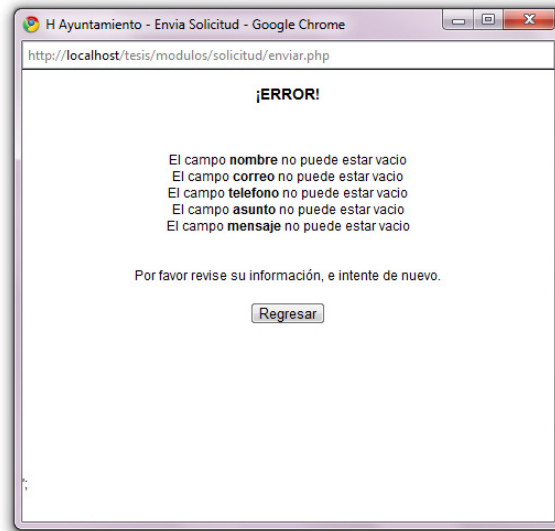 H Ayuntamiento - Envia Solicitud - Google Chrome
http://localhost/tesis/modulos/solicitud/enviar.php
¡ERROR!
El campo nombre no puede estar vacio
El campo correo no puede estar vacio
El campo telefono no puede estar vacio
El campo asunto no puede estar vacio
El campo mensaje no puede estar vacio
Por favor revise su información, e intente de nuevo.
Regresar
';